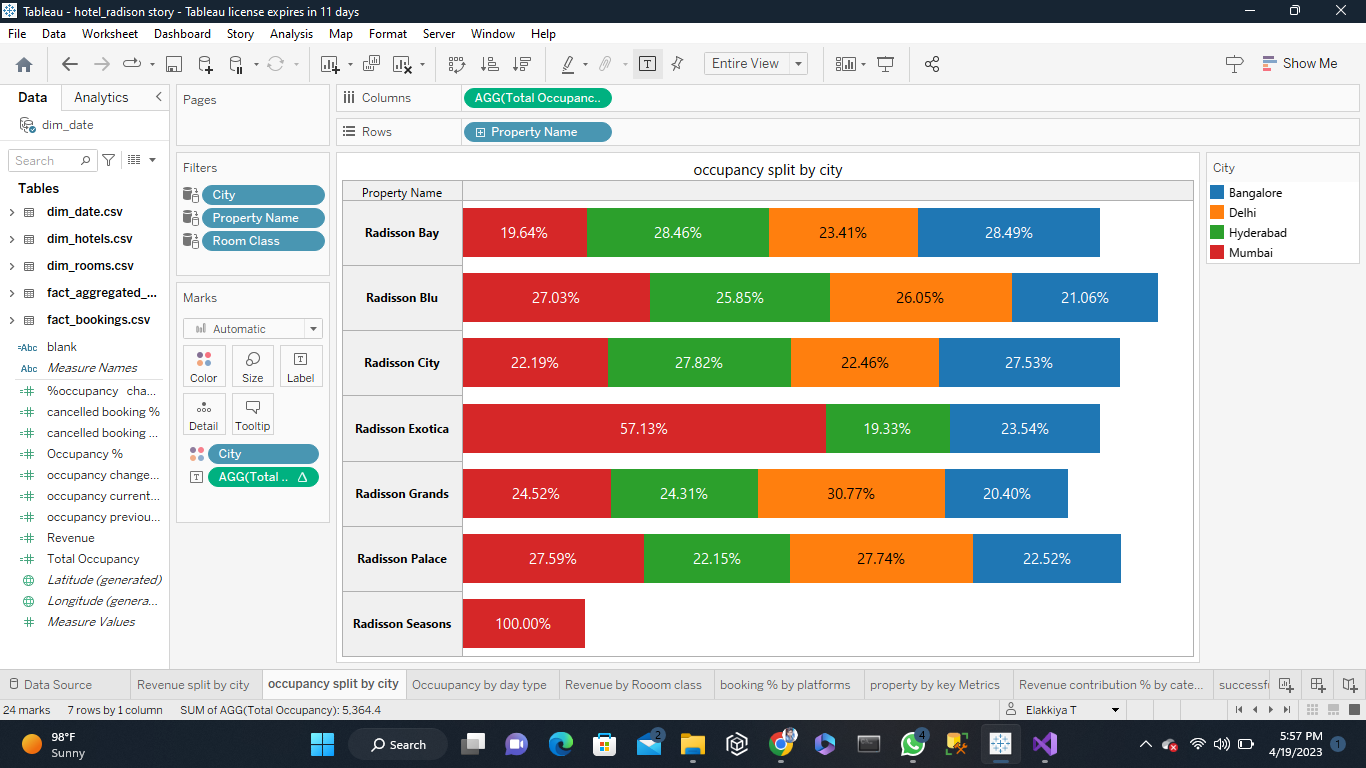 Tableau - hotel_radison story - Tableau license expires in 11 days
File Data Worksheet Dashboard Story Analysis Map Format Server Window Help
Entire View
Show Me
Data Analytics
dim_date
Search
Tables
dim_date.csv
dim_hotels.csv
dim_rooms.csv
fact_aggregated_...
fact_bookings.csv
=Abc blank
Abc Measure Names
%occupancy cha...
cancelled booking %
cancelled booking ...
Occupancy %
occupancy change...
occupancy current...
occupancy previou...
Revenue
Total Occupancy
Latitude (generated)
Longitude (genera...
Measure Values
Pages
Filters
City
Property Name
Room Class
Marks
Automatic
Color Size Label
Detail Tooltip
City
AGG(Total ..
Columns AGG(Total Occupanc..
Rows Property Name
occupancy split by city
Property Name
Radisson Bay 19.64% 28.46% 23.41% 28.49%
Radisson Blu 27.03% 25.85% 26.05% 21.06%
Radisson City 22.19% 27.82% 22.46% 27.53%
Radisson Exotica 57.13% 19.33% 23.54%
Radisson Grands 24.52% 24.31% 30.77% 20.40%
Radisson Palace 27.59% 22.15% 27.74% 22.52%
Radisson Seasons 100.00%
City
Bangalore
Delhi
Hyderabad
Mumbai
Data Source Revenue split by city occupancy split by city Occuupancy by day type Revenue by Rooom class booking % by platforms property by key Metrics Revenue contribution % by cate... successfu
24 marks 7 rows by 1 column SUM of AGG(Total Occupancy): 5,364.4 Elakkiya T
98°F
Sunny
Search
2
4
5:57 PM
4/19/2023
1